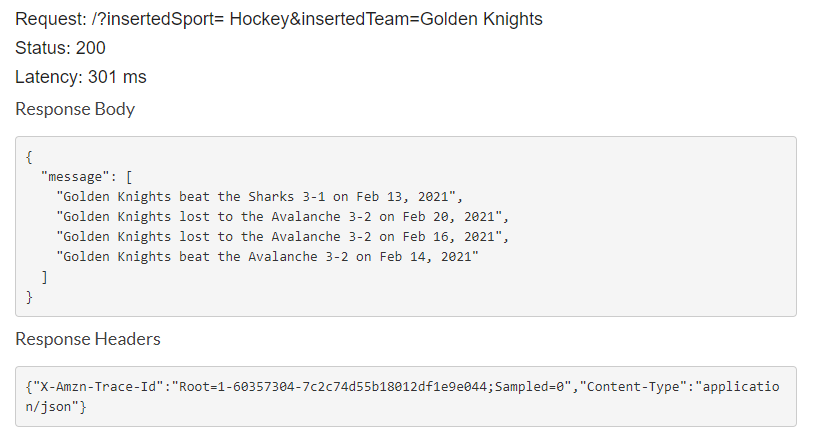 Request: /?insertedSport= Hockey&insertedTeam=Golden Knights
Status: 200
Latency: 301 ms
Response Body
{
"message": [
"Golden Knights beat the Sharks 3-1 on Feb 13, 2021",
"Golden Knights lost to the Avalanche 3-2 on Feb 20, 2021",
"Golden Knights lost to the Avalanche 3-2 on Feb 16, 2021",
"Golden Knights beat the Avalanche 3-2 on Feb 14, 2021"
]
}
Response Headers
{"X-Amzn-Trace-Id":"Root=1-60357304-7c2c74d55b18012df1e9e044;Sampled=0","Content-Type":"applicatio
n/json"}